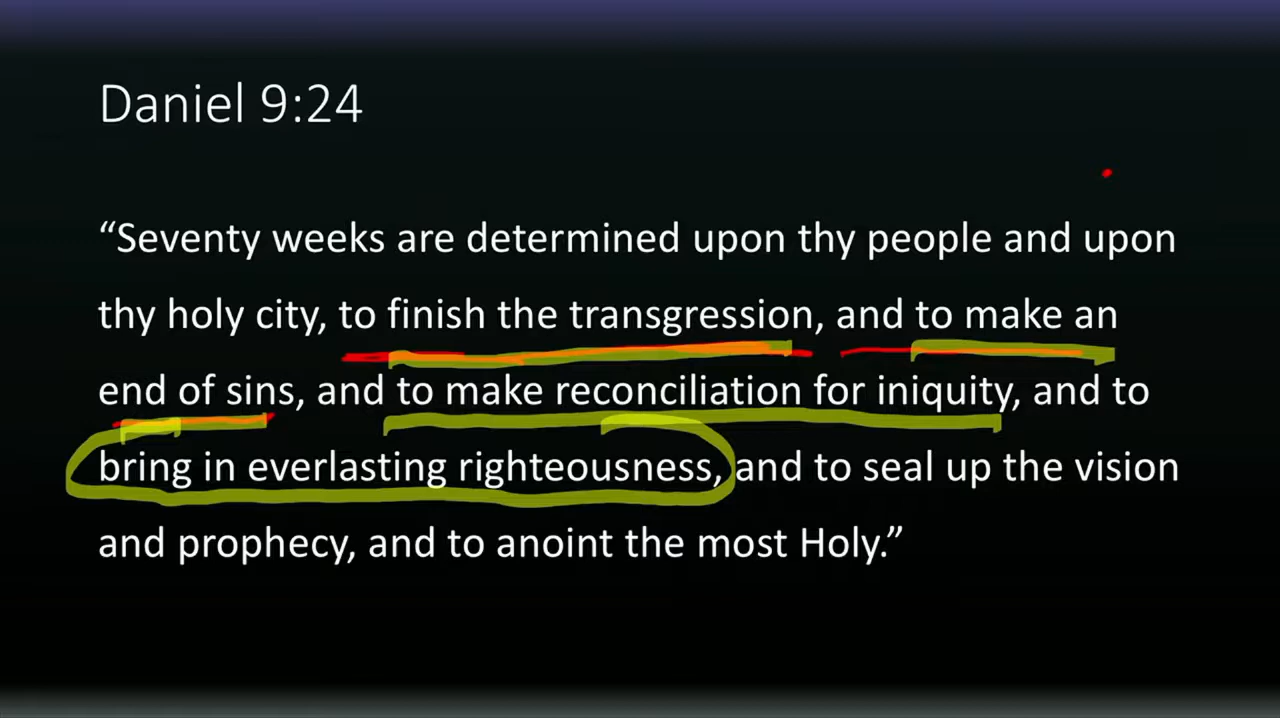 Daniel 9:24
“Seventy weeks are determined upon thy people and upon
thy holy city, to finish the transgression, and to make an
end of sins, and to make reconciliation for iniquity, and to
bring in everlasting righteousness, and to seal up the vision
and prophecy, and to anoint the most Holy.”